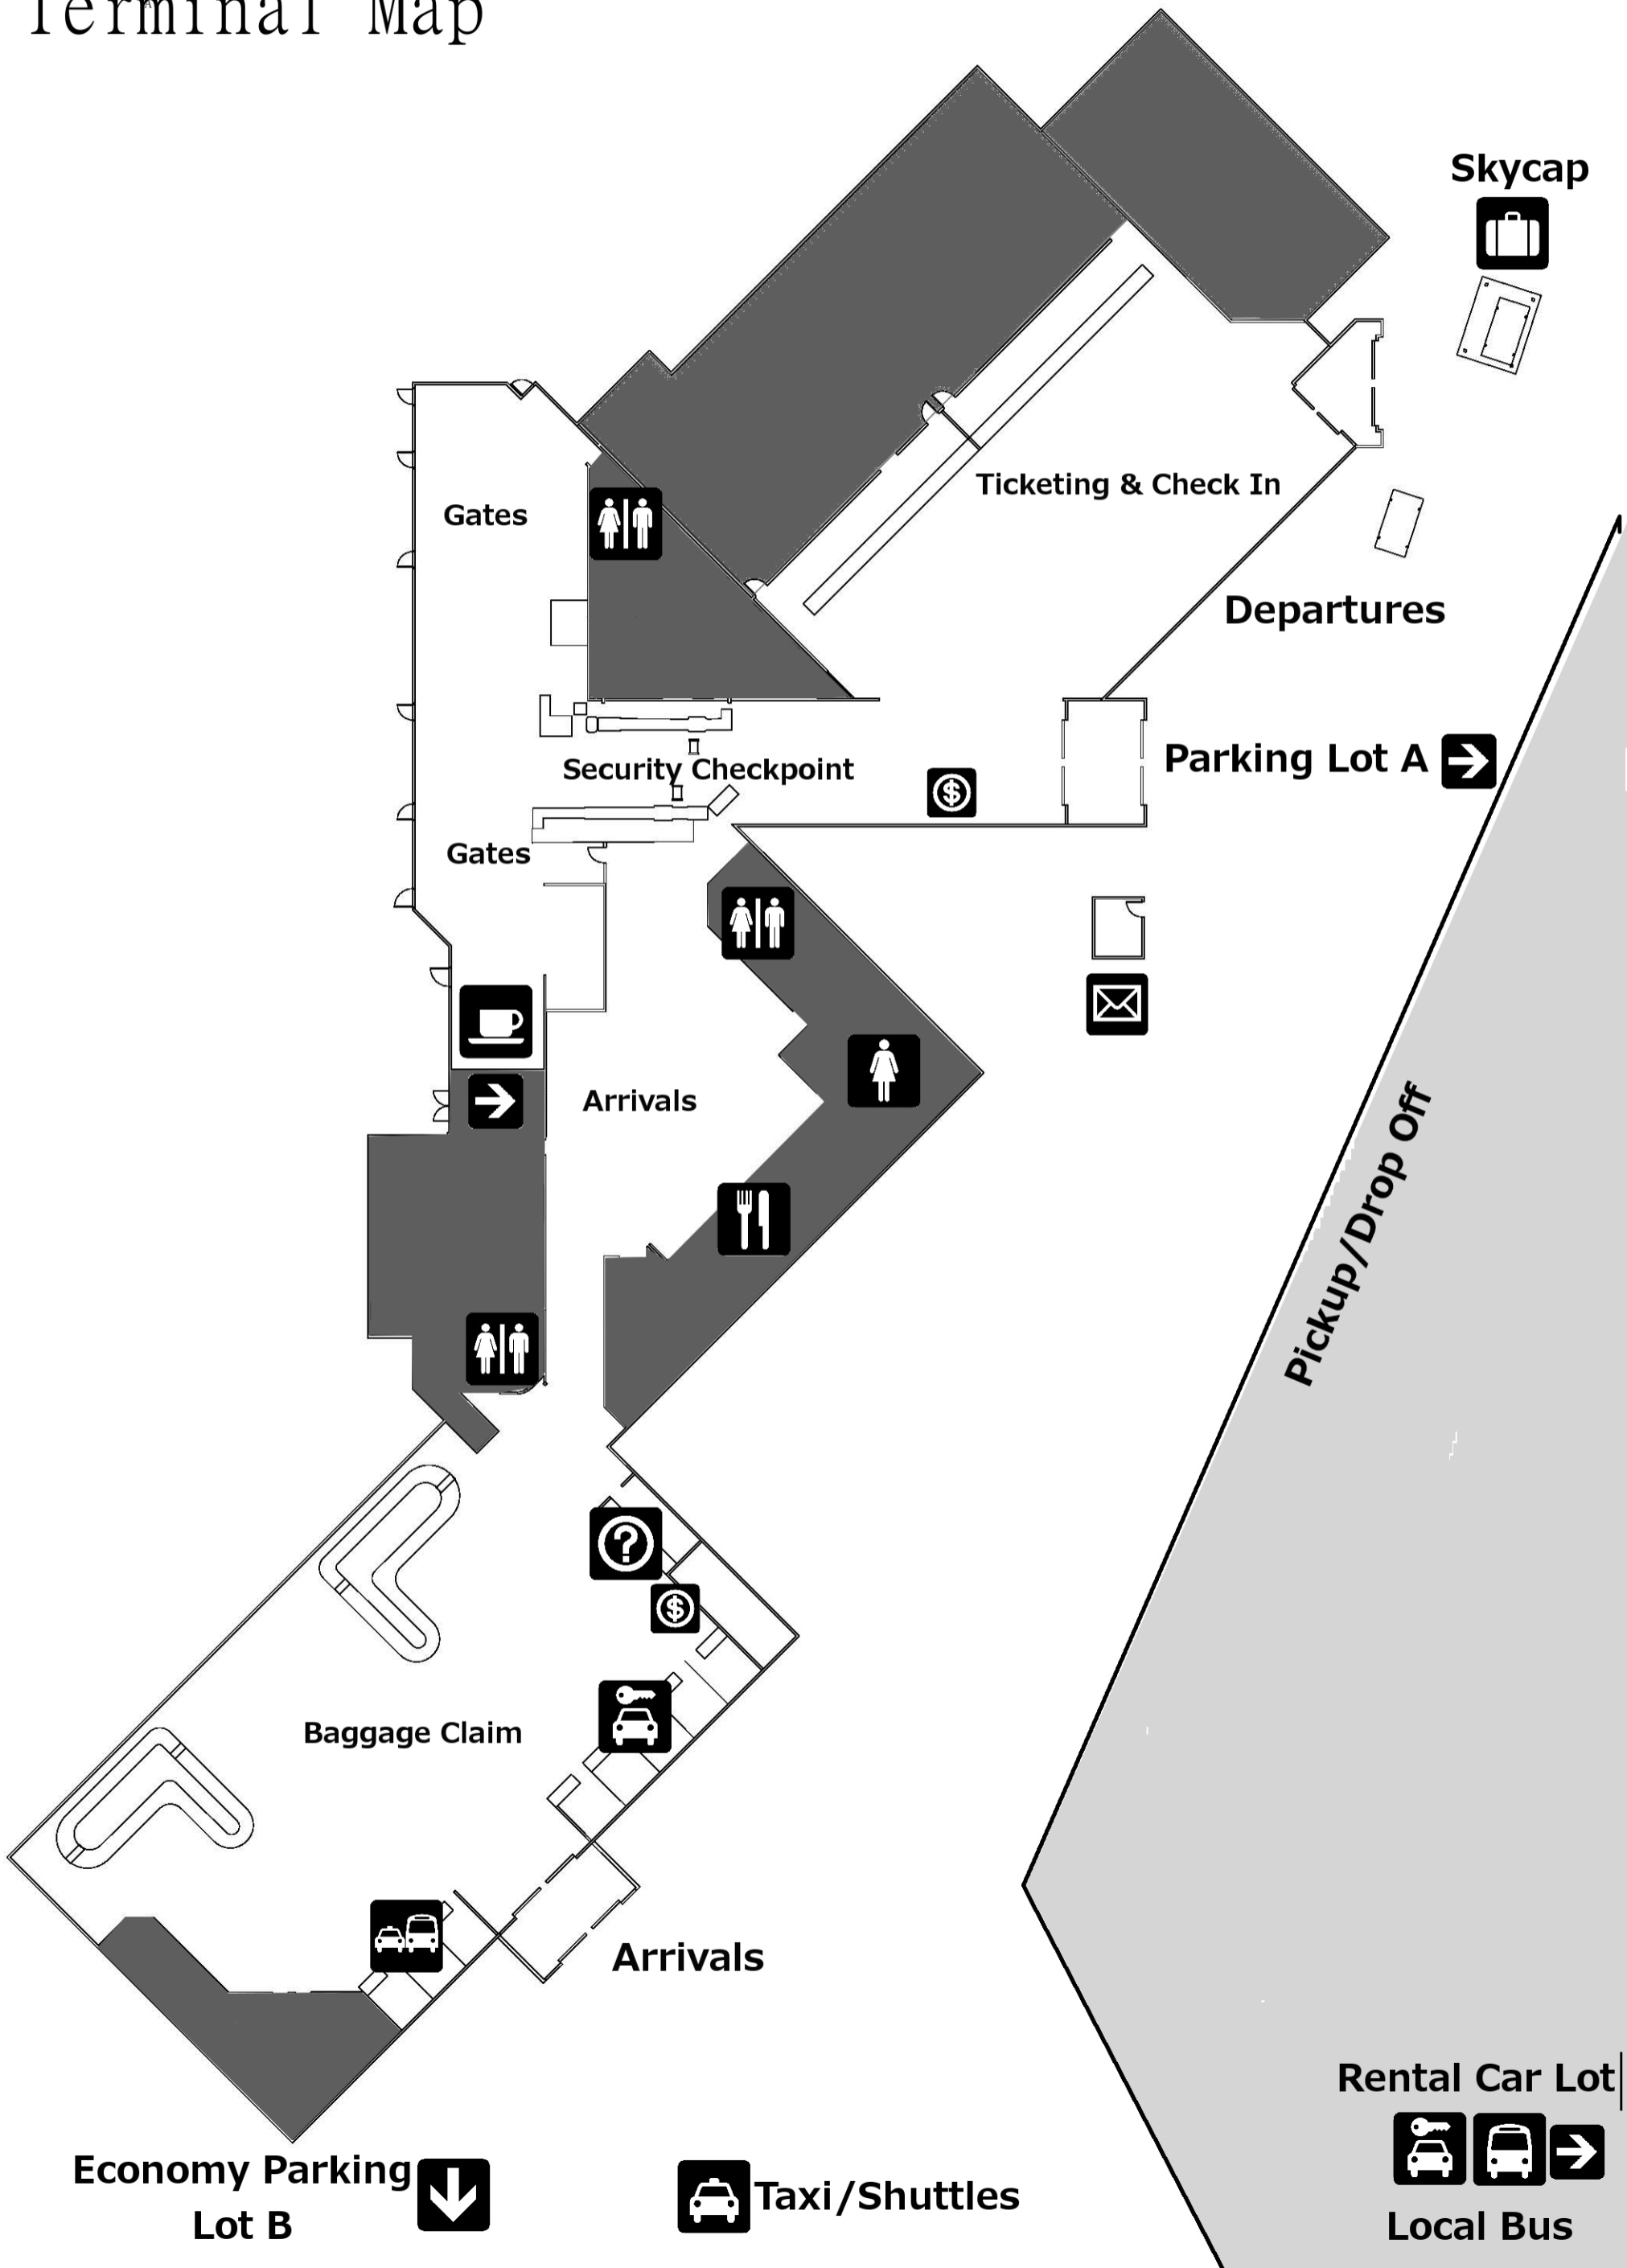 Terminal Map
Skycap
Ticketing & Check In
Gates
Departures
Parking Lot A
Security Checkpoint
$
Gates
Arrivals
Pickup/Drop Off
?
$
Baggage Claim
Arrivals
Rental Car Lot
Economy Parking
Lot B
Taxi/Shuttles
Local Bus